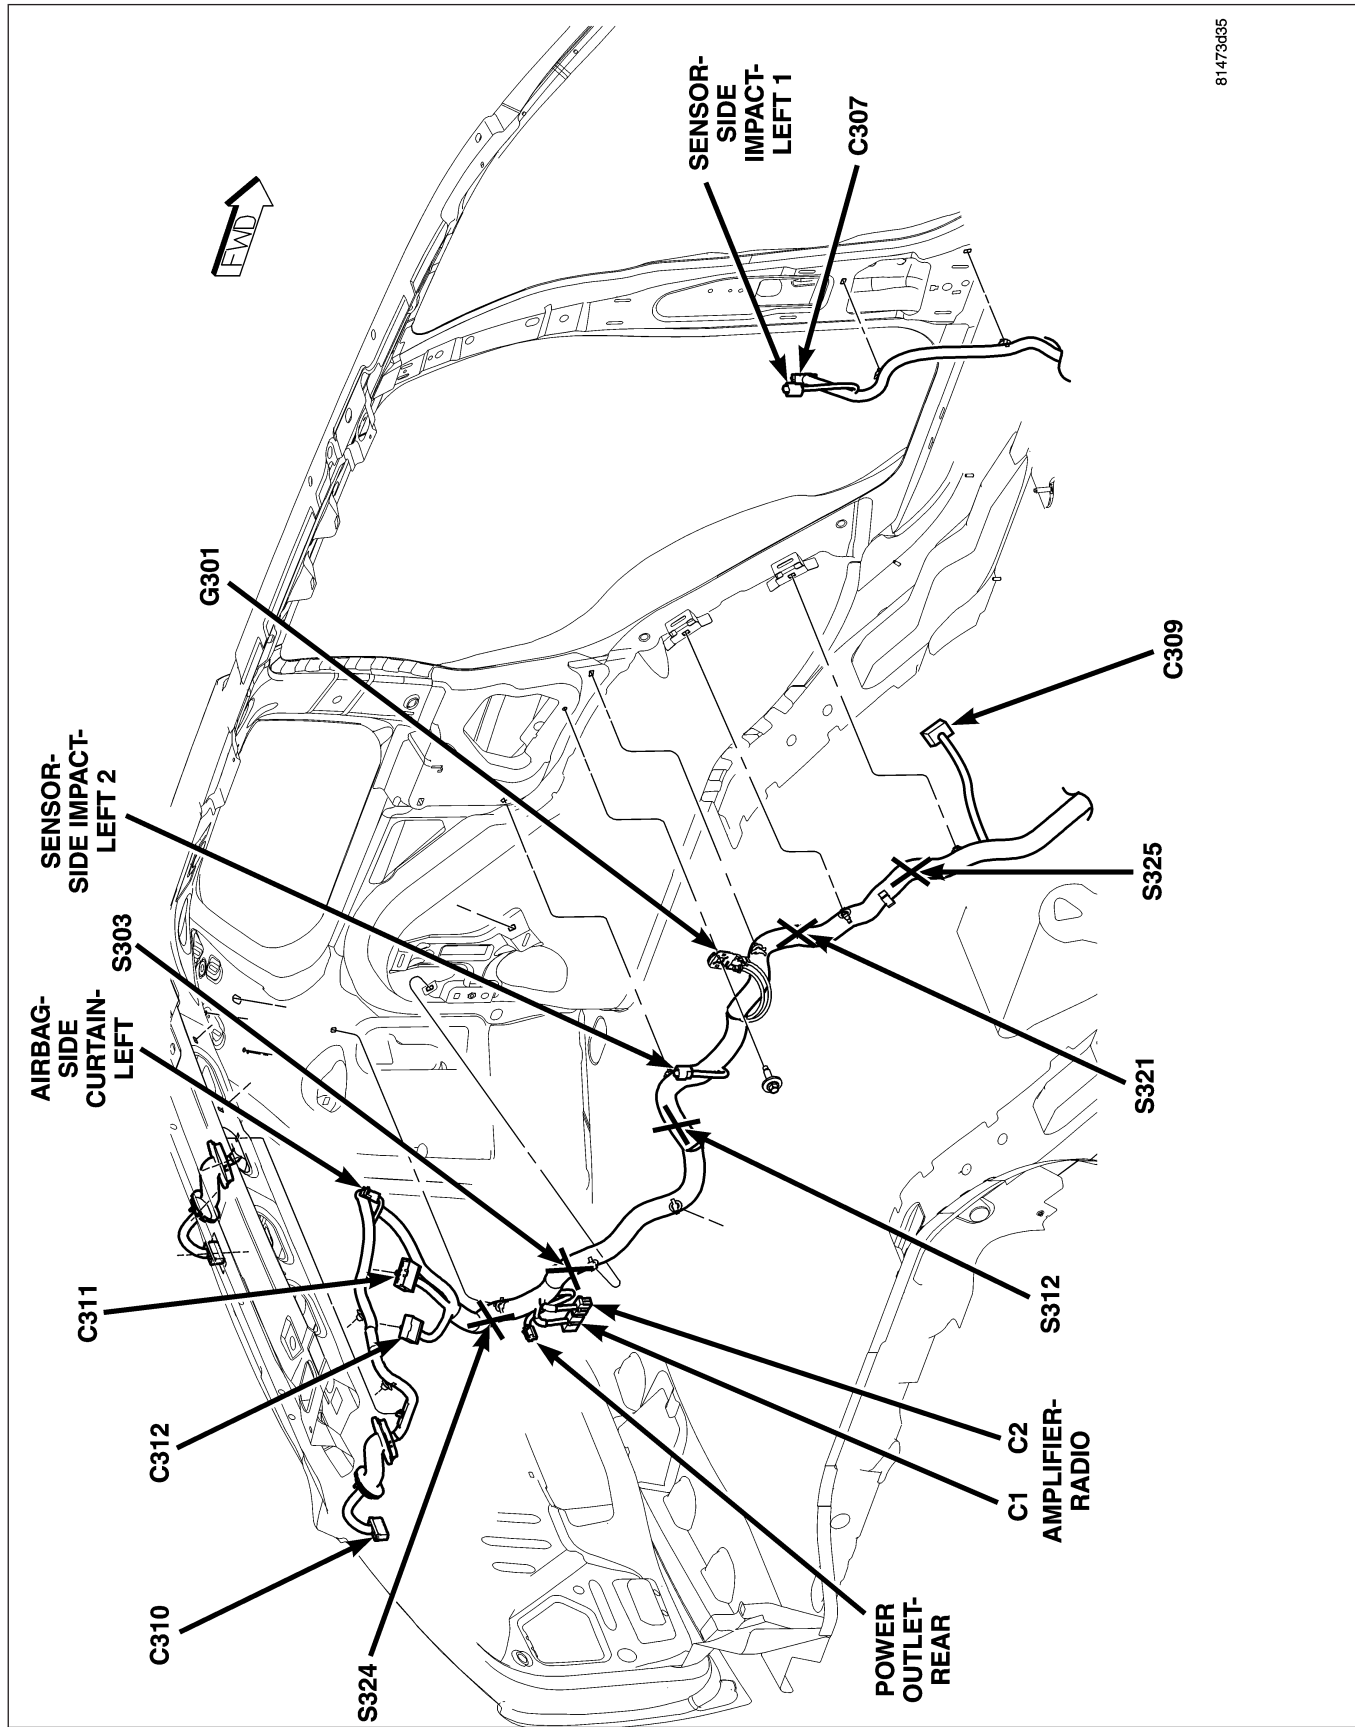 81473d35
FWD
SENSOR-
SIDE
IMPACT-
LEFT 1
C307
G301
C309
SENSOR-
SIDE IMPACT-
LEFT 2
S325
S303
AIRBAG-
SIDE
CURTAIN-
LEFT
S321
C311
S312
C312
C2
C1
AMPLIFIER-
RADIO
C310
S324
POWER
OUTLET-
REAR